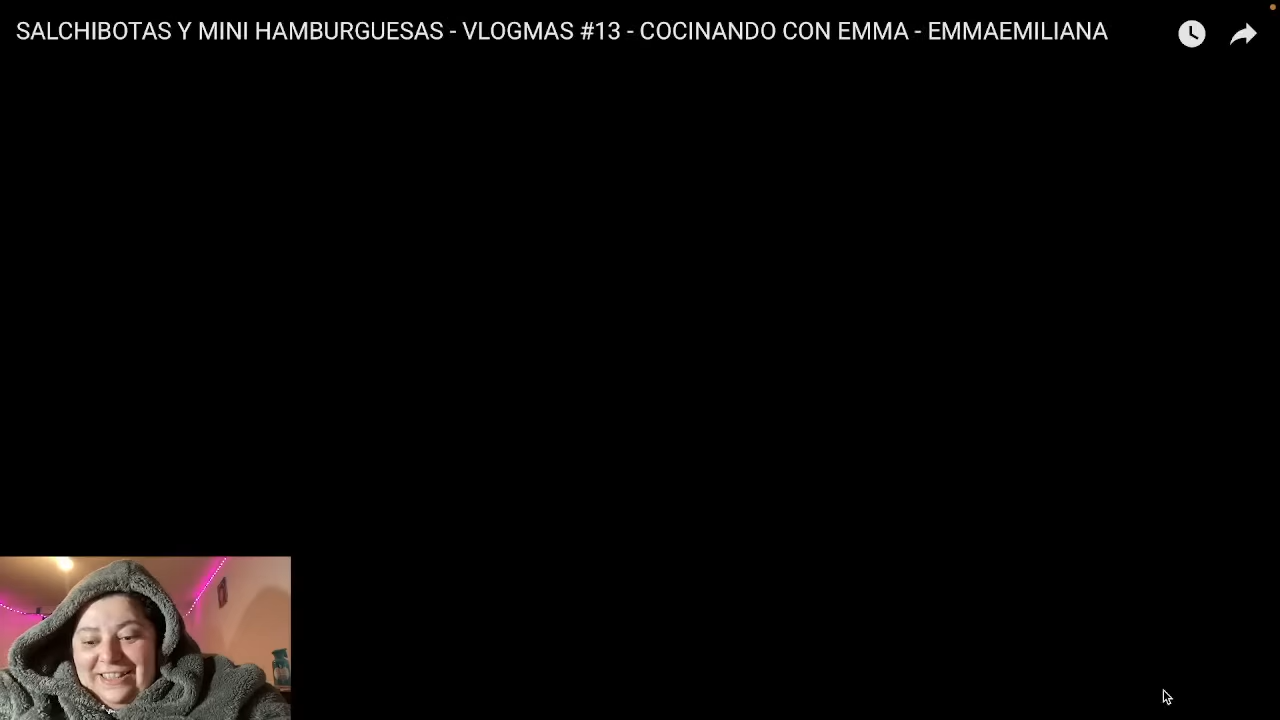 SALCHIBOTAS Y MINI HAMBURGUESAS - VLOGMAS #13 - COCINANDO CON EMMA - EMMAEMILIANA